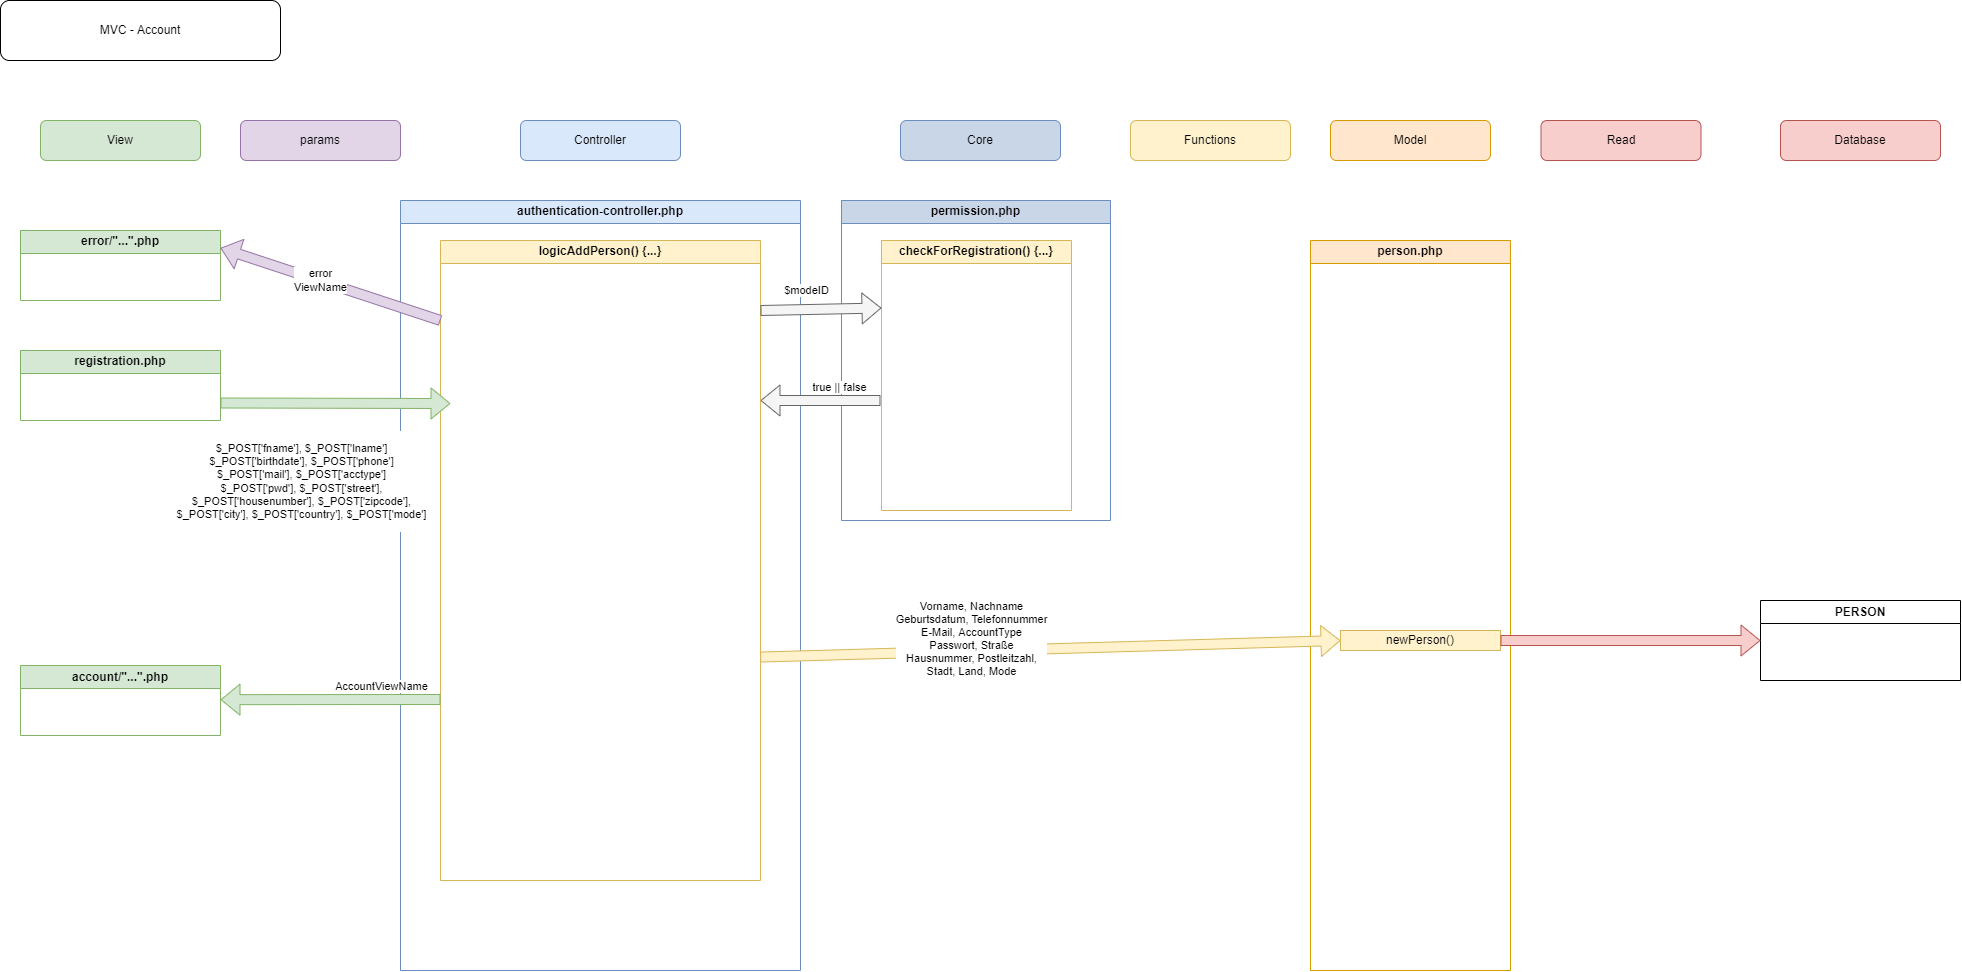 MVC - Account
View
params
Controller
Core
Functions
Model
Read
Database
authentication-controller.php
permission.php
error/"...".php
logicAddPerson() {...}
checkForRegistration() {...}
person.php
error
ViewName
$modeID
registration.php
true || false
$_POST['fname'], $_POST['lname']
$_POST['birthdate'], $_POST['phone']
$_POST['mail'], $_POST['acctype']
$_POST['pwd'], $_POST['street'],
$_POST['housenumber'], $_POST['zipcode'],
$_POST['city'], $_POST['country'], $_POST['mode']
Vorname, Nachname
Geburtsdatum, Telefonnummer
E-Mail, AccountType
Passwort, Straße
Hausnummer, Postleitzahl,
Stadt, Land, Mode
newPerson()
PERSON
account/"...".php
AccountViewName